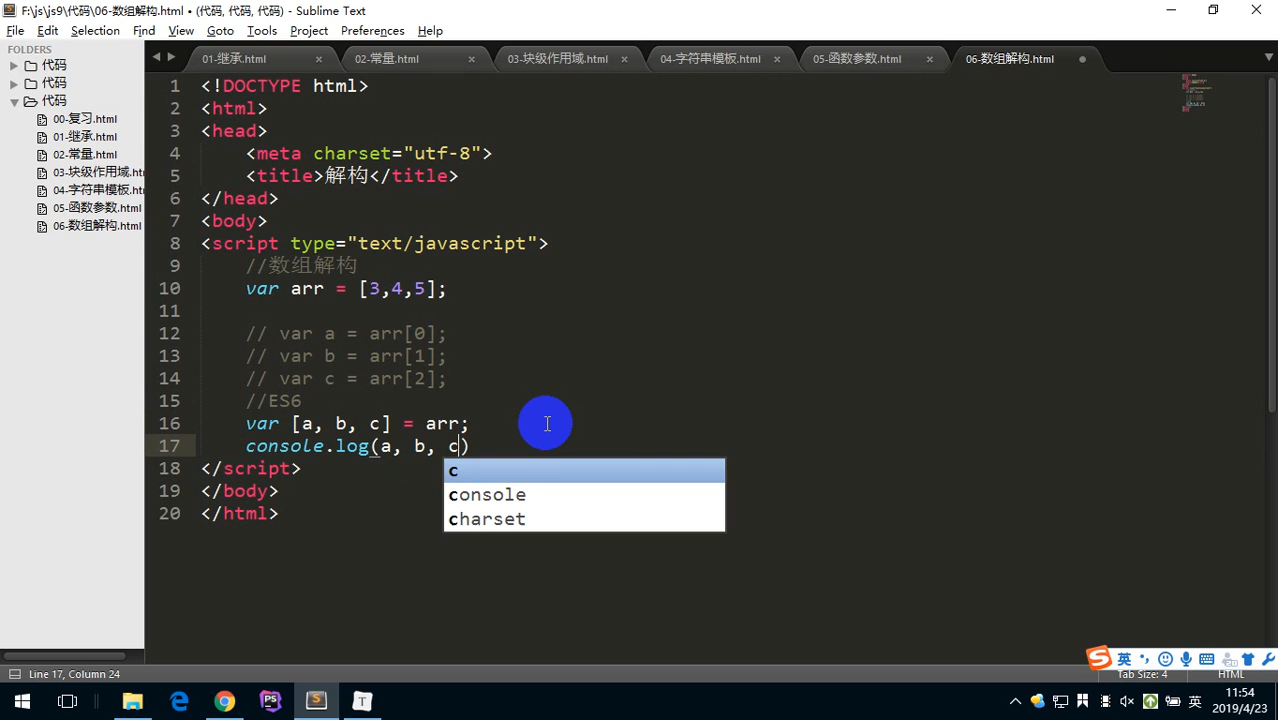 F:\js\js9\代码\06-数组解构.html • (代码, 代码, 代码) - Sublime Text
File Edit Selection Find View Goto Tools Project Preferences Help
FOLDERS
代码
代码
代码
00-复习.html
01-继承.html
02-常量.html
03-块级作用域.ht
04-字符串模板.ht
05-函数参数.html
06-数组解构.html
01-继承.html
02-常量.html
03-块级作用域.html
04-字符串模板.html
05-函数参数.html
06-数组解构.html
1 <!DOCTYPE html>
2 <html>
3 <head>
4 <meta charset="utf-8">
5 <title>解构</title>
6 </head>
7 <body>
8 <script type="text/javascript">
9 //数组解构
10 var arr = [3,4,5];
11
12 // var a = arr[0];
13 // var b = arr[1];
14 // var c = arr[2];
15 //ES6
16 var [a, b, c] = arr;
17 console.log(a, b, c)
c
console
charset
18 </script>
19 </body>
20 </html>
英
Line 17, Column 24
Tab Size: 4
HTML
PS
T
英
11:54
2019/4/23